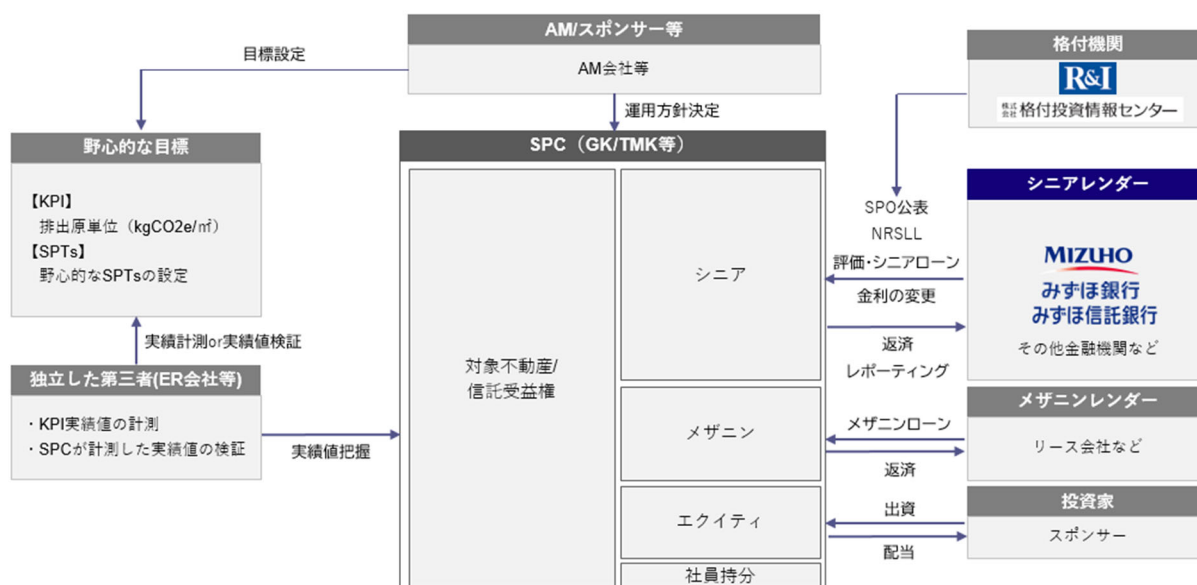 AM/スポンサー等
AM会社等
目標設定
運用方針決定
格付機関
R&I
株式会社 格付投資情報センター
野心的な目標
【KPI】
排出原単位（kgCO2e/㎡）
【SPTs】
野心的なSPTsの設定
実績計測or実績値検証
独立した第三者(ER会社等)
・KPI実績値の計測
・SPCが計測した実績値の検証
実績値把握
SPC（GK/TMK等）
対象不動産/
信託受益権
シニア
メザニン
エクイティ
社員持分
SPO公表
NRSLL
評価・シニアローン
金利の変更
返済
レポーティング
シニアレンダー
MIZUHO
みずほ銀行
みずほ信託銀行
その他金融機関など
メザニンローン
返済
メザニンレンダー
リース会社など
出資
配当
投資家
スポンサー